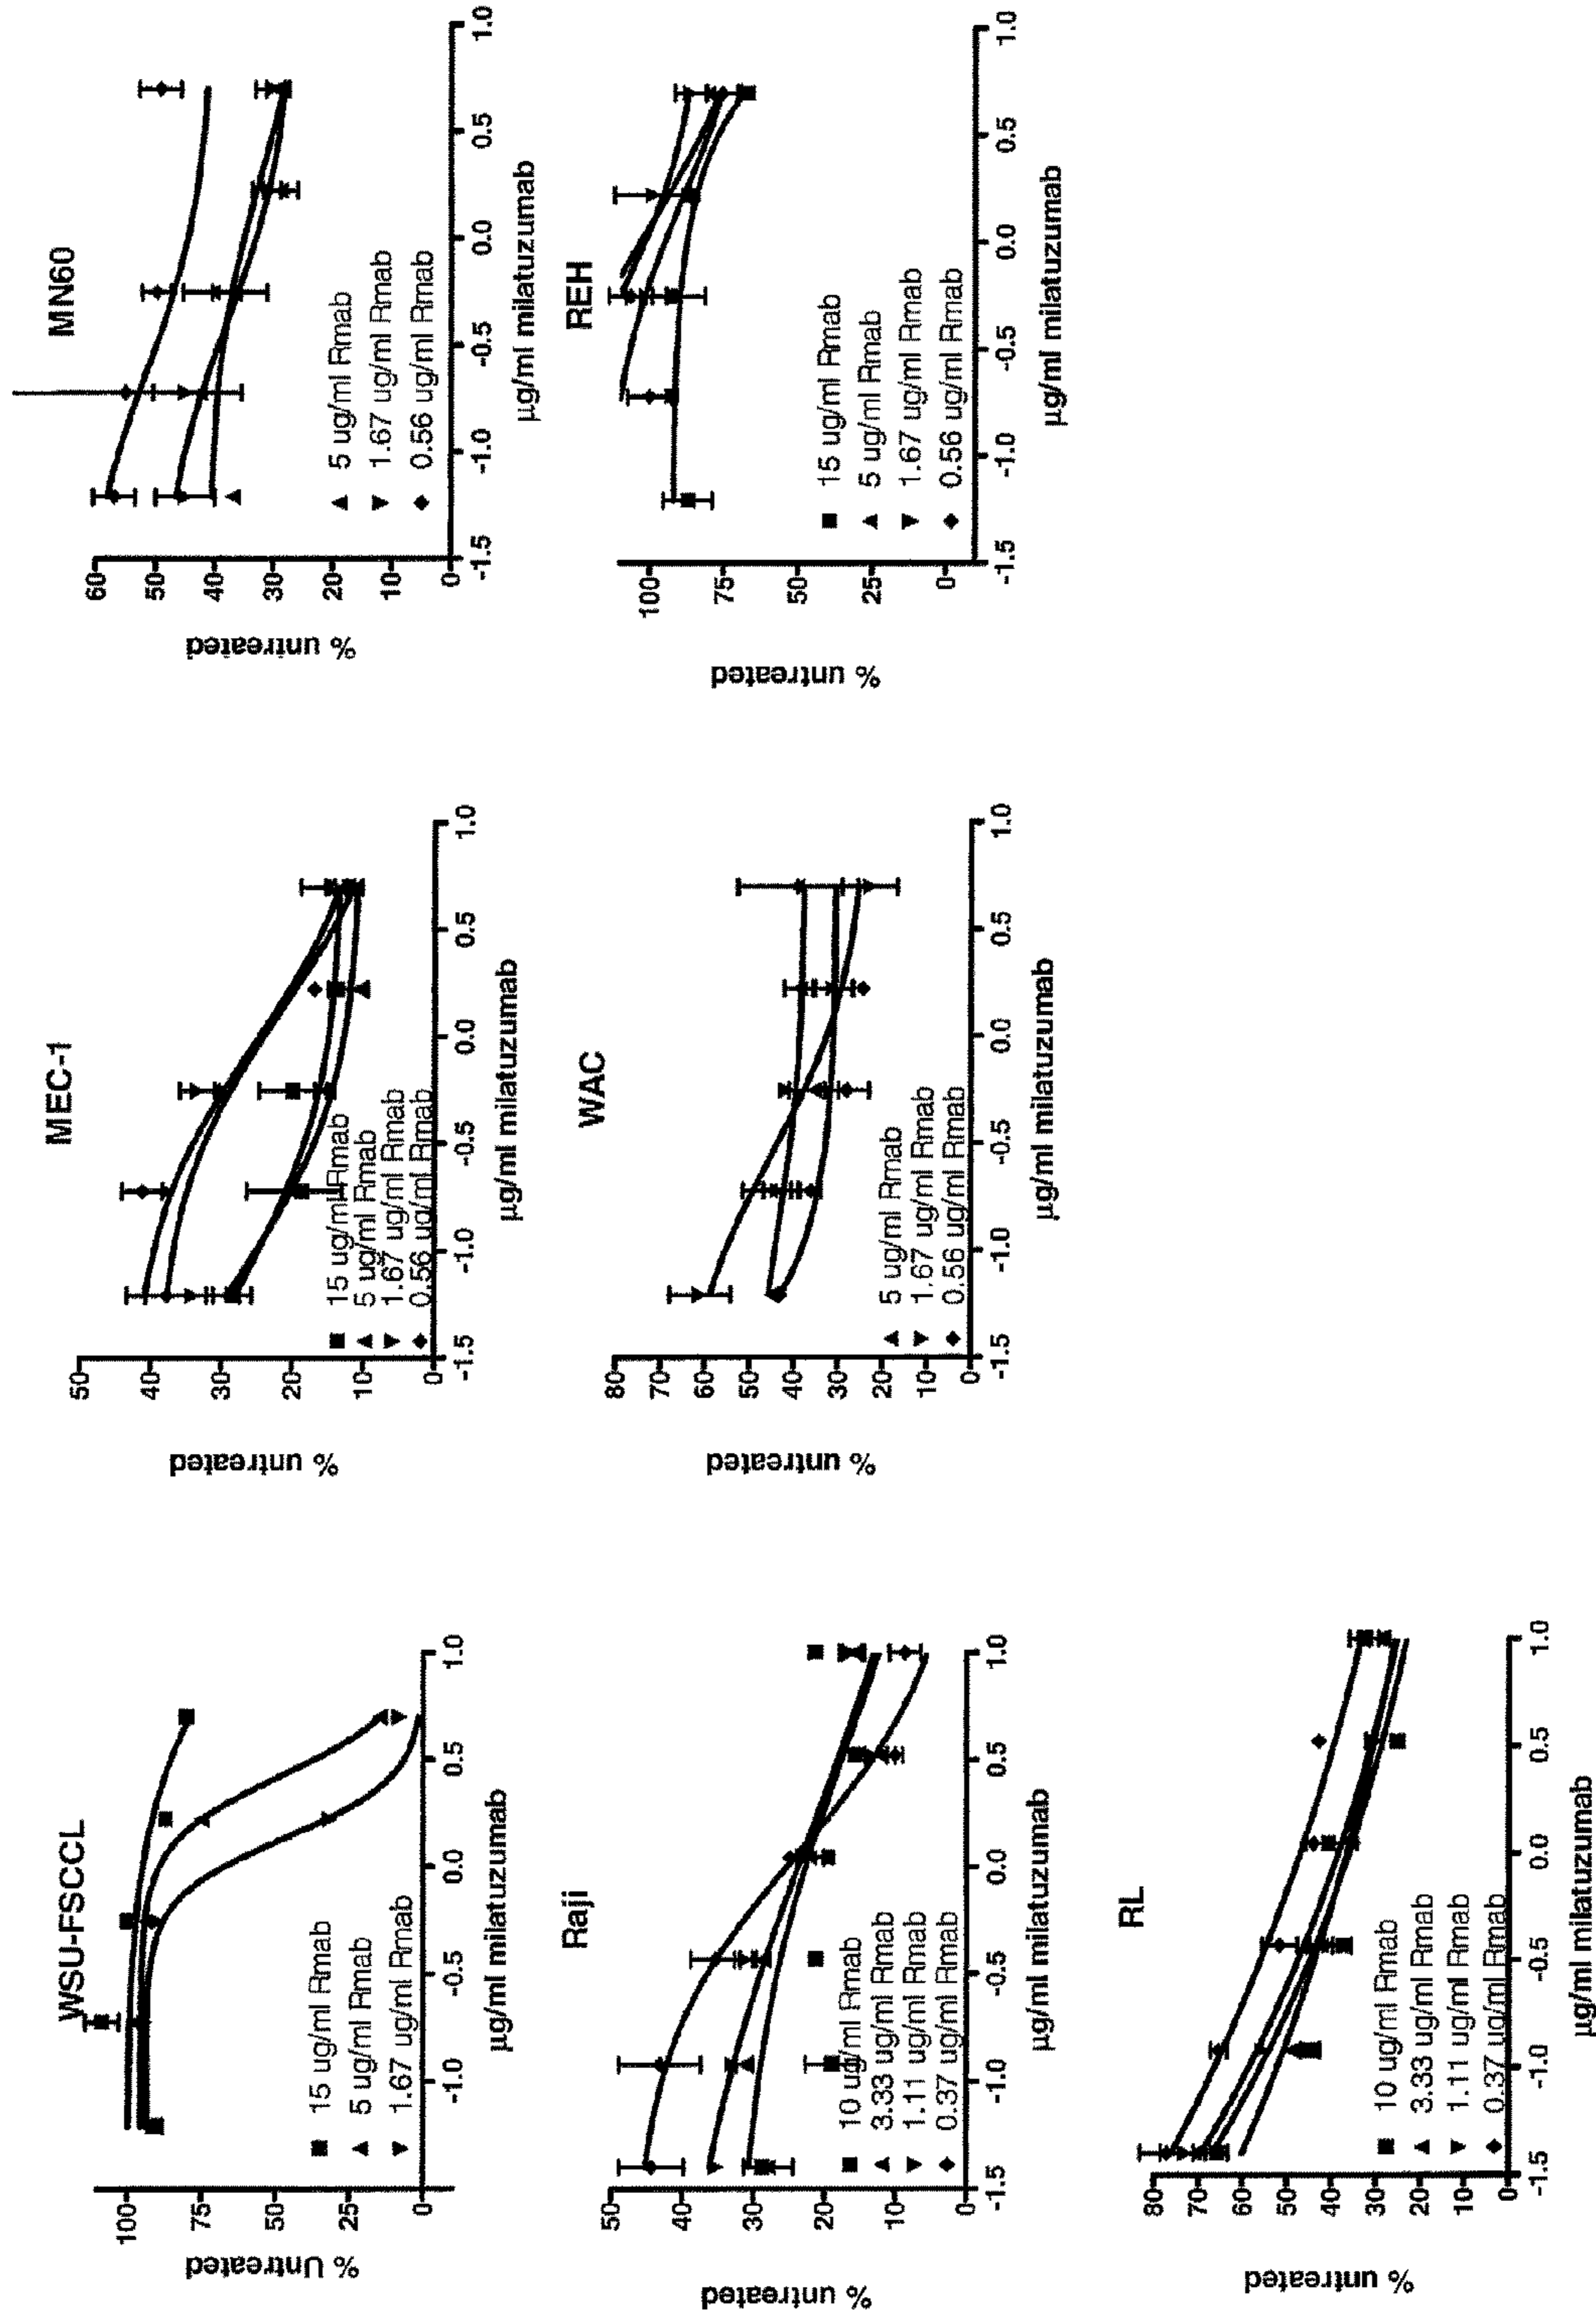 WSU-FSCCL
% Untreated
100
75
50
25
0
15 ug/ml Rmab
5 ug/ml Rmab
1.67 ug/ml Rmab
-1.0 -0.5 0.0 0.5 1.0
µg/ml milatuzumab
MEC-1
% untreated
50
40
30
20
10
0
15 ug/ml Rmab
5 ug/ml Rmab
1.67 ug/ml Rmab
0.56 ug/ml Rmab
-1.5 -1.0 -0.5 0.0 0.5 1.0
µg/ml milatuzumab
MN60
% untreated
60
50
40
30
20
10
0
5 ug/ml Rmab
1.67 ug/ml Rmab
0.56 ug/ml Rmab
-1.5 -1.0 -0.5 0.0 0.5 1.0
µg/ml milatuzumab
Raji
% untreated
50
40
30
20
10
0
10 ug/ml Rmab
3.33 ug/ml Rmab
1.11 ug/ml Rmab
0.37 ug/ml Rmab
-1.5 -1.0 -0.5 0.0 0.5 1.0
µg/ml milatuzumab
WAC
% untreated
80
70
60
50
40
30
20
10
0
5 ug/ml Rmab
1.67 ug/ml Rmab
0.56 ug/ml Rmab
-1.5 -1.0 -0.5 0.0 0.5 1.0
µg/ml milatuzumab
REH
% untreated
100
75
50
25
0
15 ug/ml Rmab
5 ug/ml Rmab
1.67 ug/ml Rmab
0.56 ug/ml Rmab
-1.5 -1.0 -0.5 0.0 0.5 1.0
µg/ml milatuzumab
RL
% untreated
80
70
60
50
40
30
20
10
0
10 ug/ml Rmab
3.33 ug/ml Rmab
1.11 ug/ml Rmab
0.37 ug/ml Rmab
-1.5 -1.0 -0.5 0.0 0.5 1.0
µg/ml milatuzumab